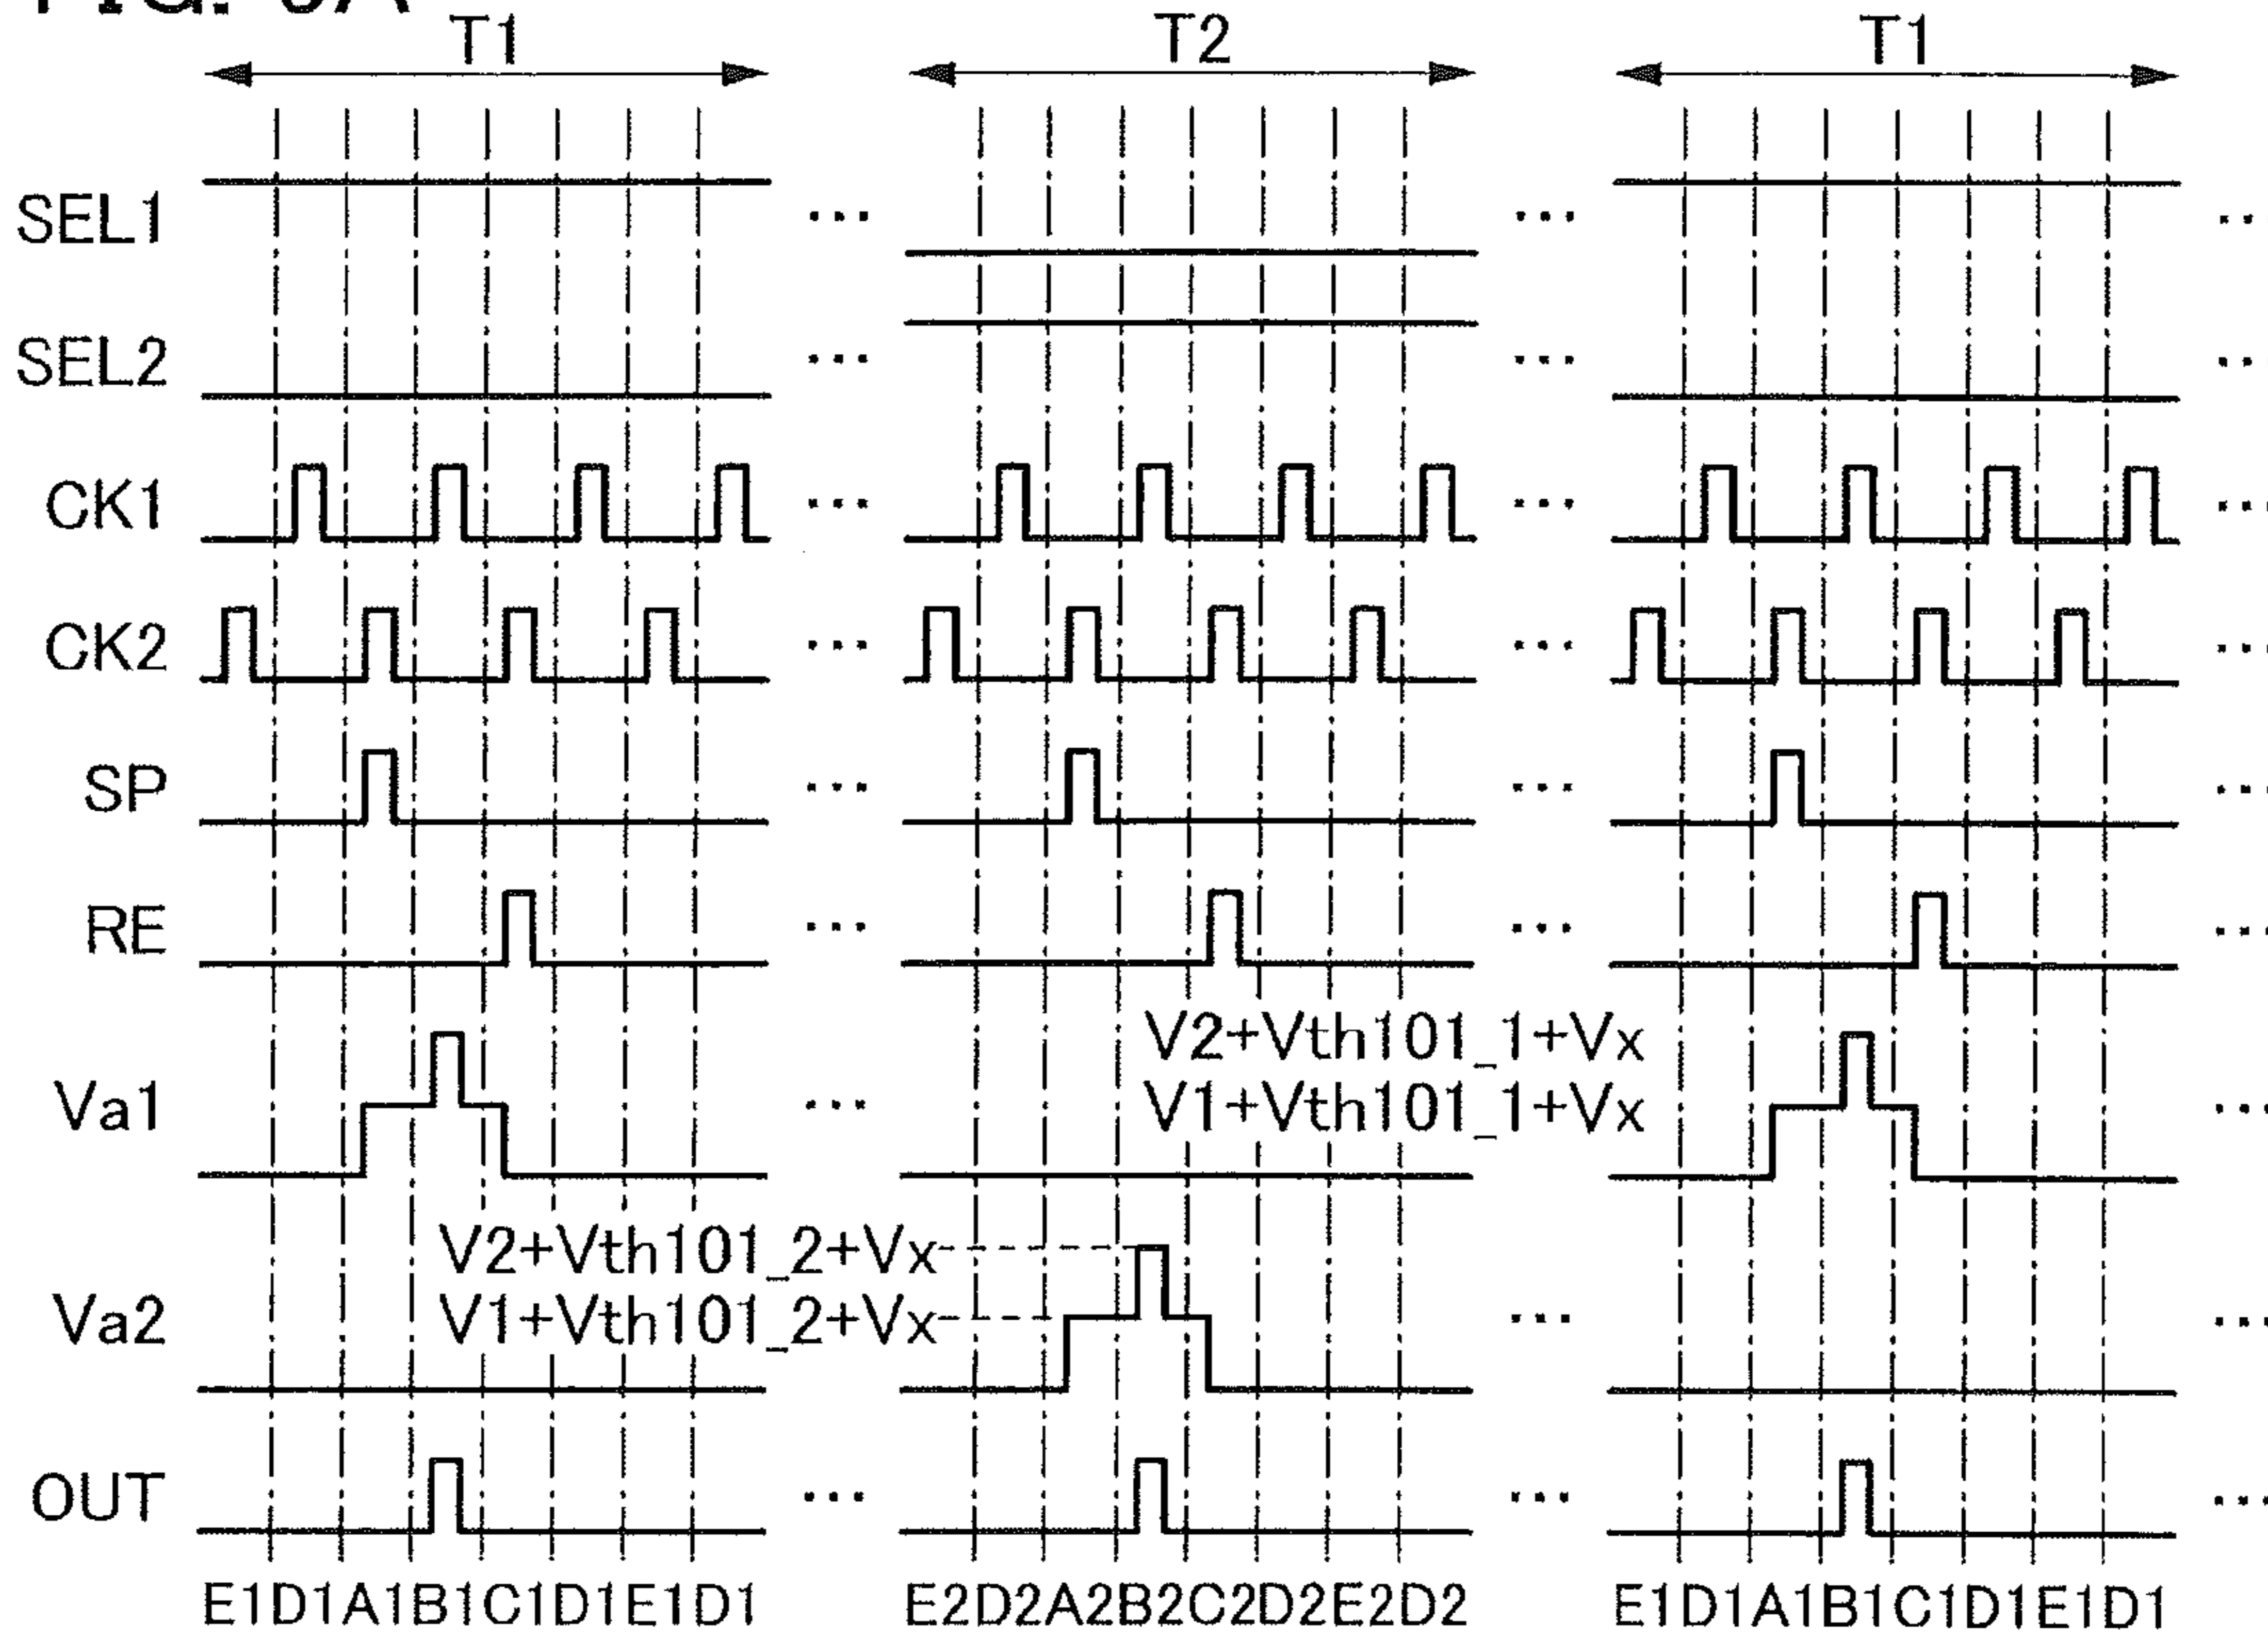 T1 T2 T1
SEL1
SEL2
CK1
CK2
SP
RE
V2+Vth101_1+Vx
Va1
V1+Vth101_1+Vx
V2+Vth101_2+Vx
Va2
V1+Vth101_2+Vx
OUT
E1D1A1B1C1D1E1D1 E2D2A2B2C2D2E2D2 E1D1A1B1C1D1E1D1